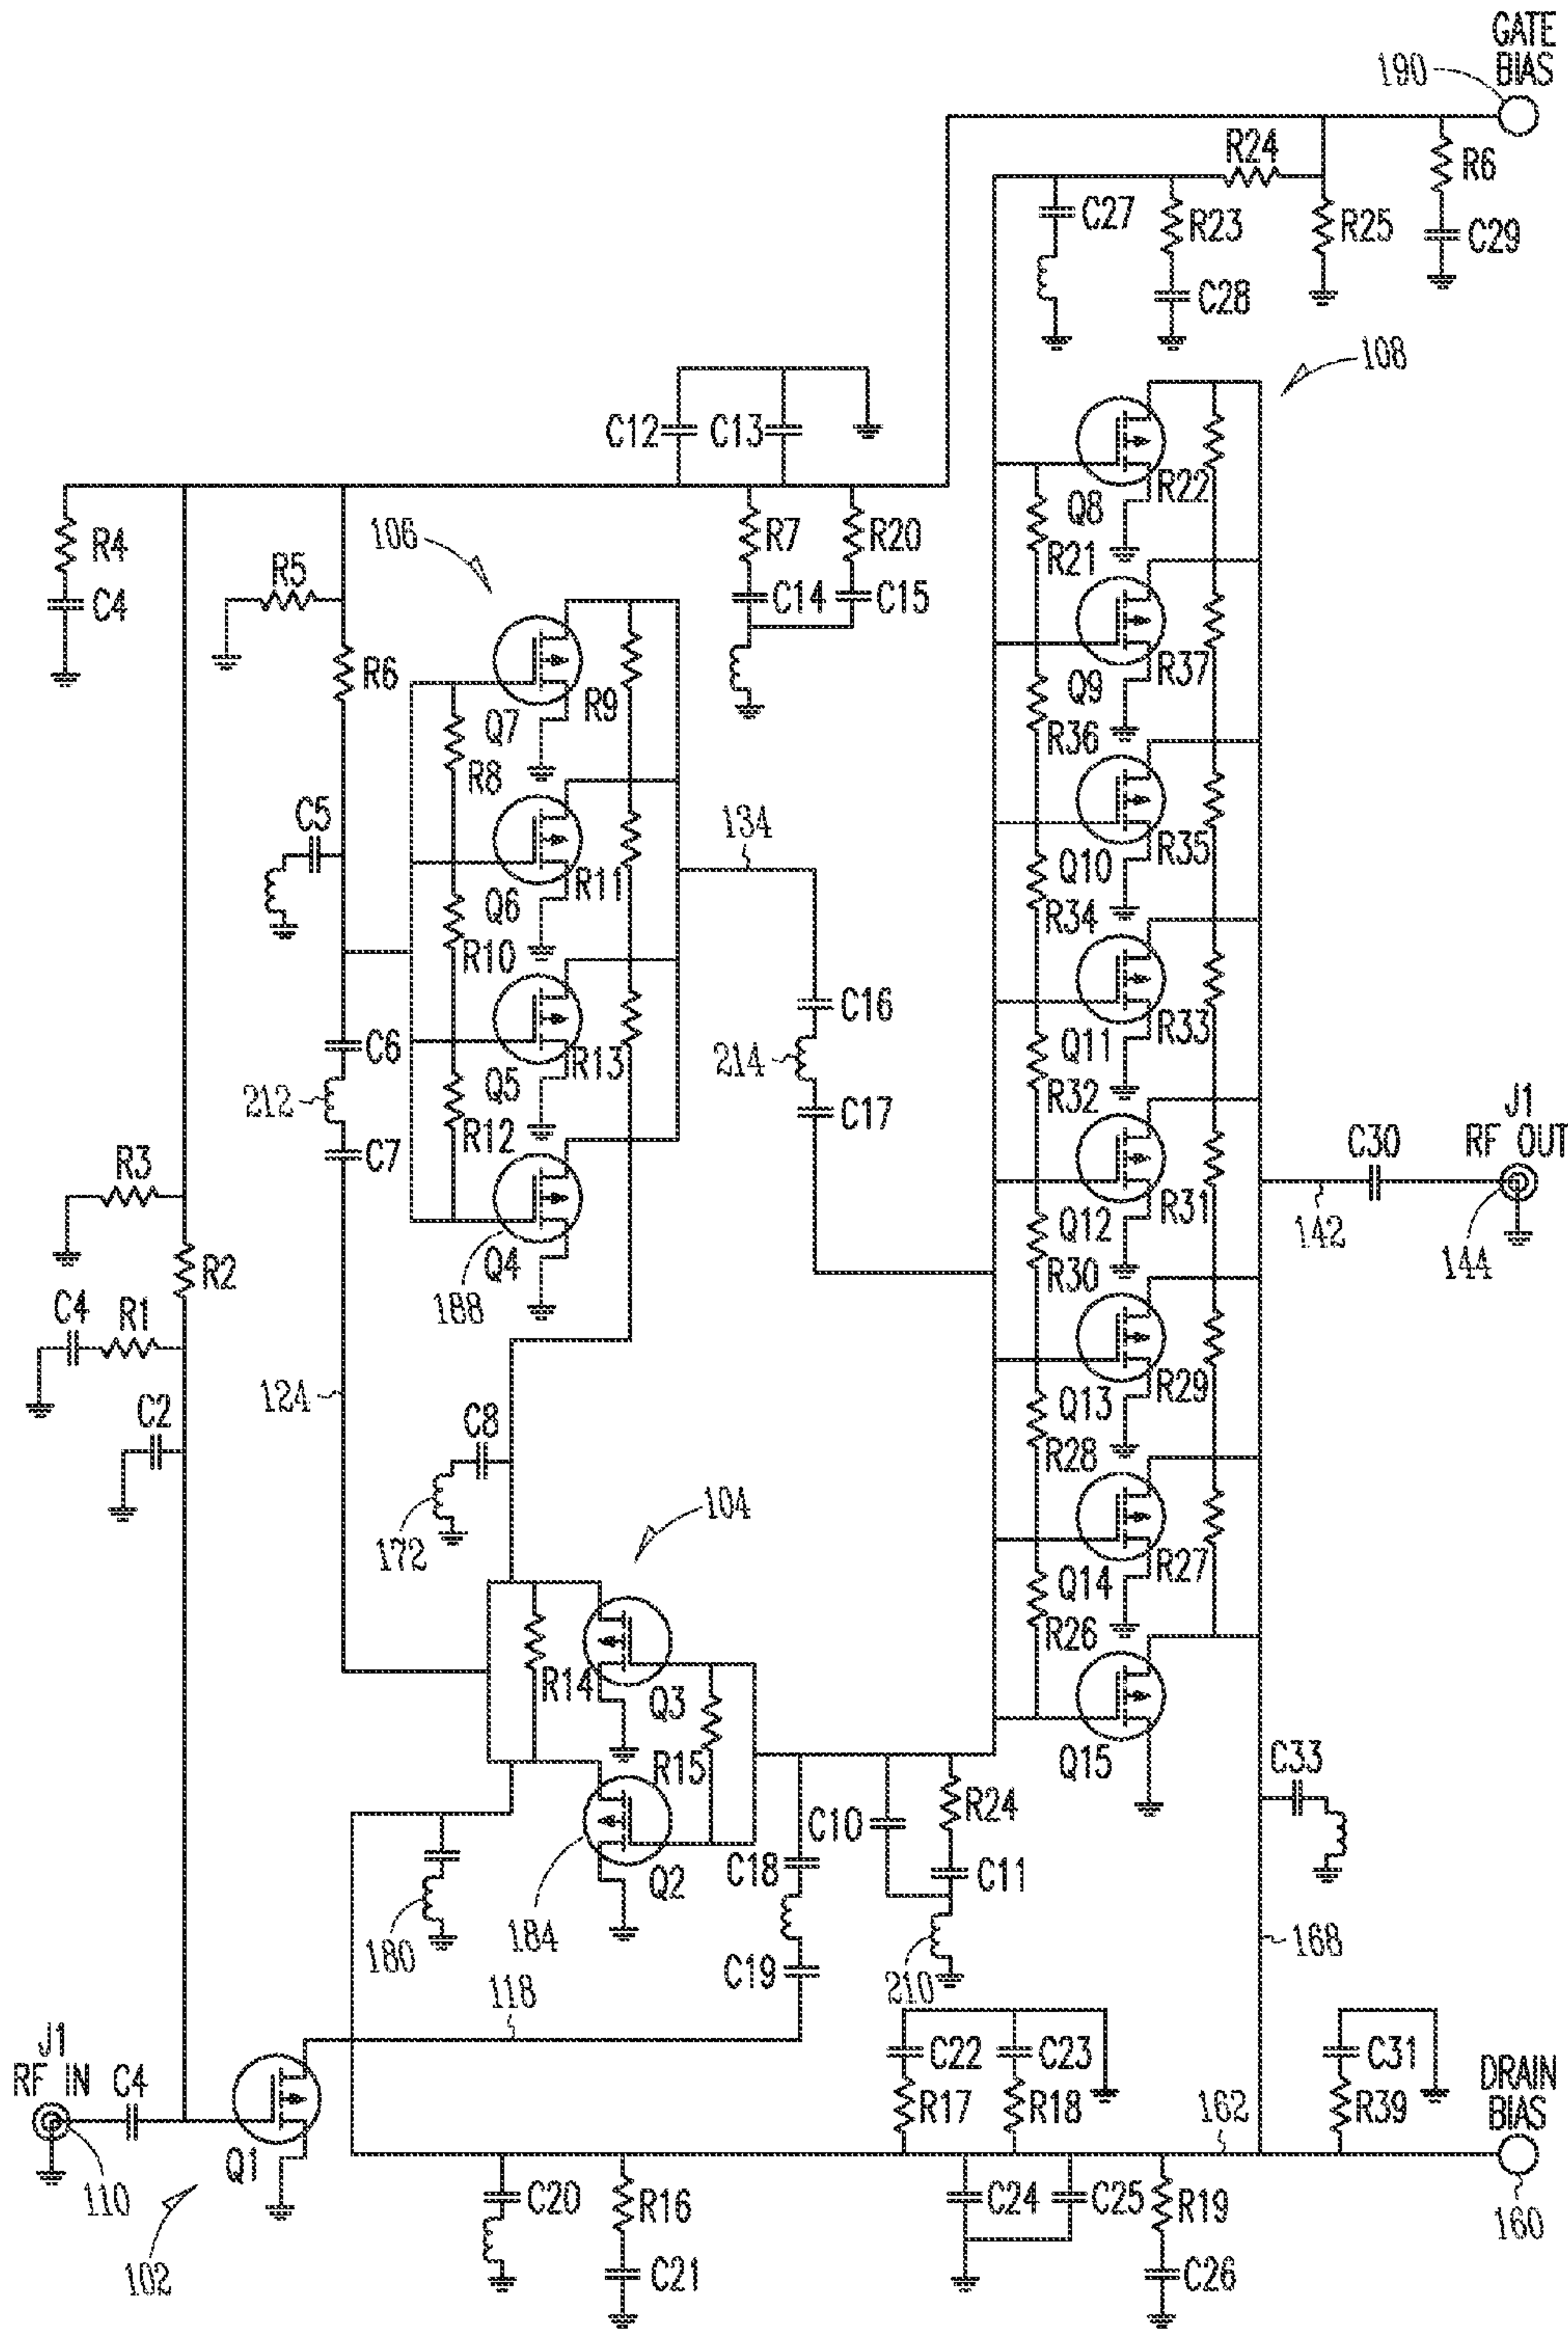 GATE
BIAS
190
R24
R6
C27
R23
R25
C29
C28
108
C12
C13
R4
C4
R5
R6
106
R7
R20
C14
C15
Q8
R22
R21
Q7
R9
R8
Q9
R37
R36
C5
134
Q6
R11
R10
Q10
R35
R34
C16
C6
214
212
Q5
R13
R12
C17
C7
Q11
R33
R32
J1
RF OUT
C30
R3
Q4
188
R2
Q12
R31
R30
142
144
C4
R1
124
C2
C8
Q13
R29
R28
172
104
Q14
R27
R26
R14
Q3
R15
Q15
C33
R24
C10
C18
C11
Q2
184
180
C19
210
168
118
J1
RF IN
C4
C22
C23
C31
R17
R18
162
R39
DRAIN
BIAS
Q1
110
C20
R16
C24
C25
R19
160
102
C21
C26